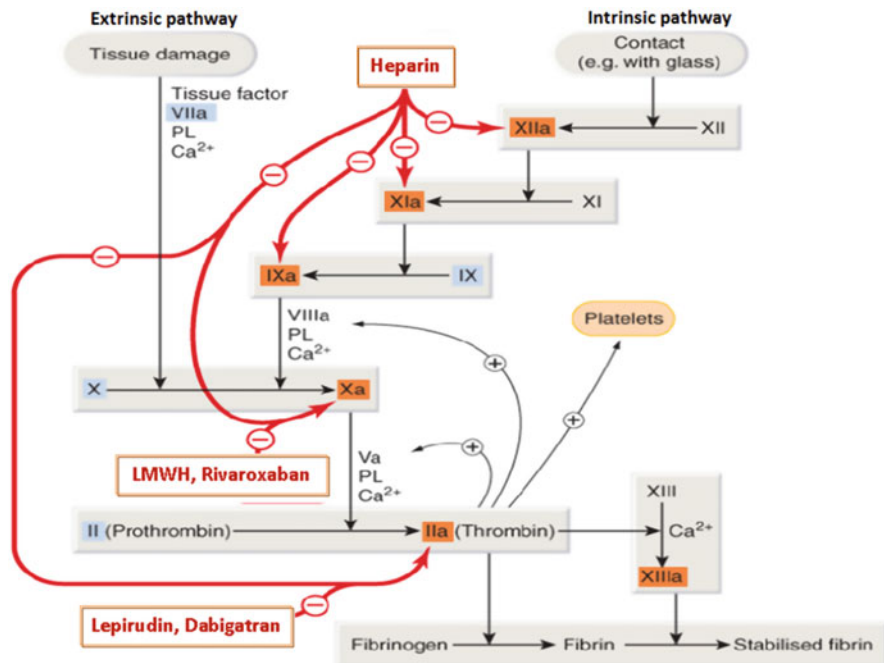 Extrinsic pathway
Intrinsic pathway
Tissue damage
Contact
(e.g. with glass)
Heparin
Tissue factor
VIIa
PL
Ca²⁺
XIIa
XII
XIa
XI
IXa
IX
VIIIa
PL
Ca²⁺
Platelets
X
Xa
LMWH, Rivaroxaban
Va
PL
Ca²⁺
II (Prothrombin)
IIa (Thrombin)
XIII
Ca²⁺
XIIIa
Lepirudin, Dabigatran
Fibrinogen
Fibrin
Stabilised fibrin